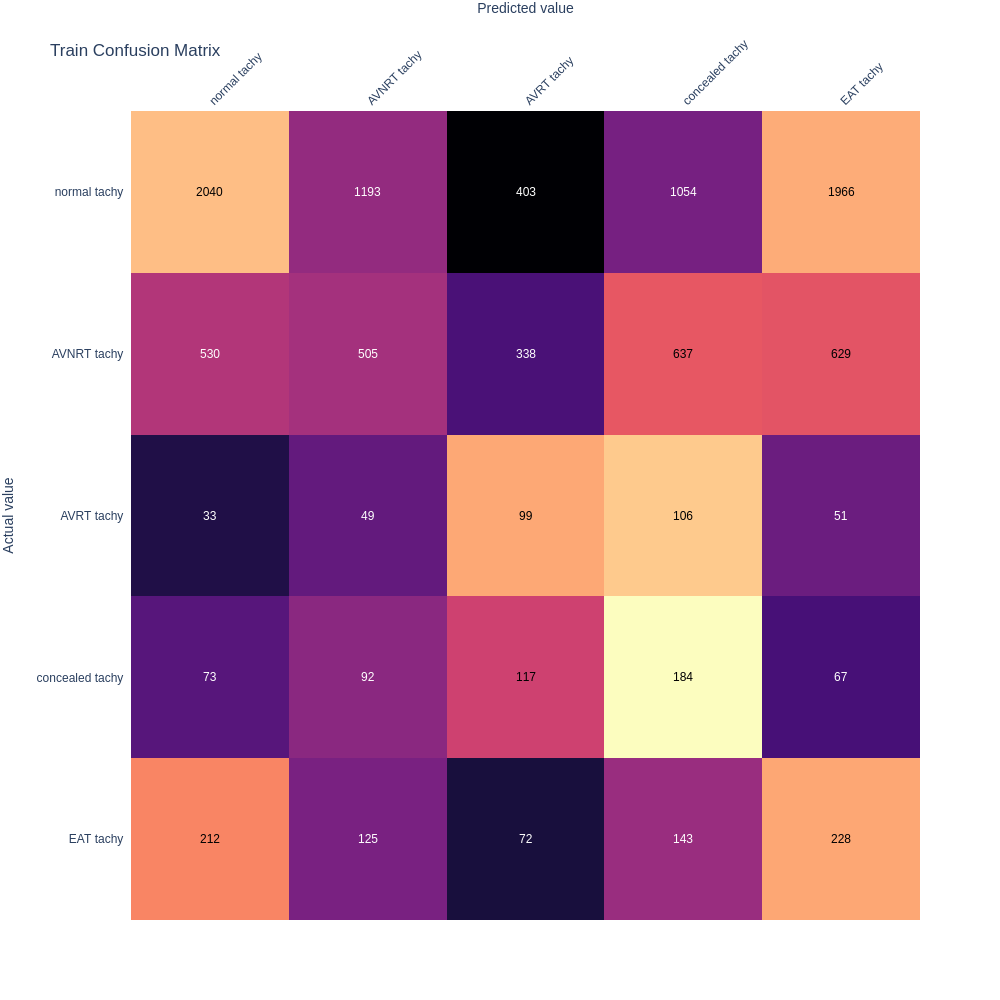 Predicted value
Train Confusion Matrix
normal tachy AVNRT tachy AVRT tachy concealed tachy EAT tachy
normal tachy 2040 1193 403 1054 1966
AVNRT tachy 530 505 338 637 629
Actual value
AVRT tachy 33 49 99 106 51
concealed tachy 73 92 117 184 67
EAT tachy 212 125 72 143 228